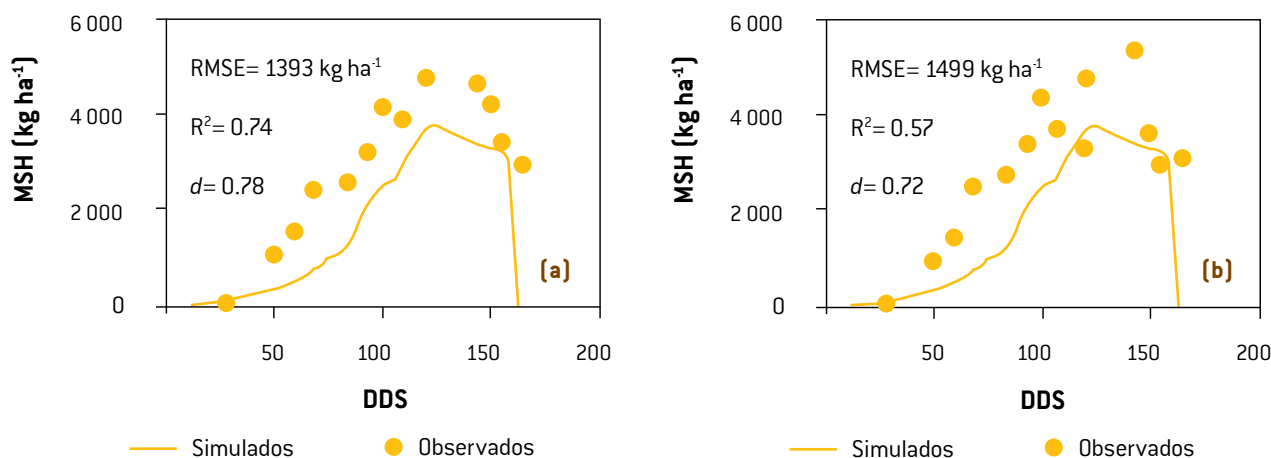 MSH (kg ha⁻¹)
6 000
4 000
2 000
0
RMSE= 1393 kg ha⁻¹
R²= 0.74
d= 0.78
(a)
50 100 150 200
DDS
Simulados Observados
MSH (kg ha⁻¹)
6 000
4 000
2 000
0
RMSE= 1499 kg ha⁻¹
R²= 0.57
d= 0.72
(b)
50 100 150 200
DDS
Simulados Observados